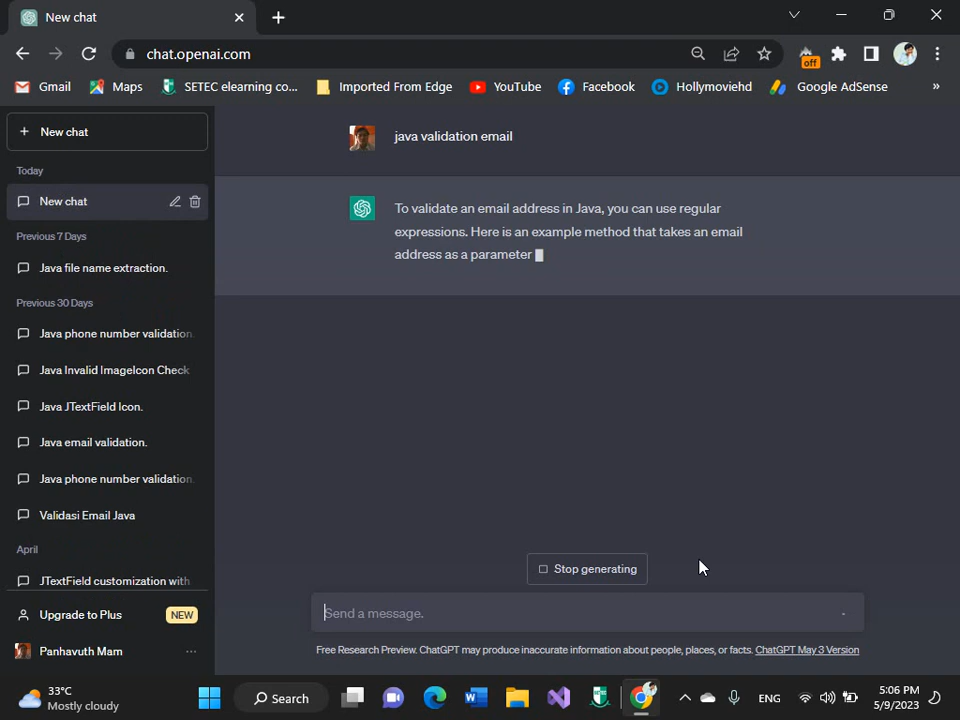 New chat
chat.openai.com
off
Gmail
Maps
SETEC elearning co...
Imported From Edge
YouTube
Facebook
Hollymoviehd
Google AdSense
»
+ New chat
Today
New chat
Previous 7 Days
Java file name extraction.
Previous 30 Days
Java phone number validation
Java Invalid ImageIcon Check
Java JTextField Icon.
Java email validation.
Java phone number validation
Validasi Email Java
April
JTextField customization with
Upgrade to Plus
NEW
Panhavuth Mam
...
java validation email
To validate an email address in Java, you can use regular
expressions. Here is an example method that takes an email
address as a parameter
Stop generating
Send a message.
Free Research Preview. ChatGPT may produce inaccurate information about people, places, or facts. ChatGPT May 3 Version
33°C
Mostly cloudy
Search
ENG
5:06 PM
5/9/2023